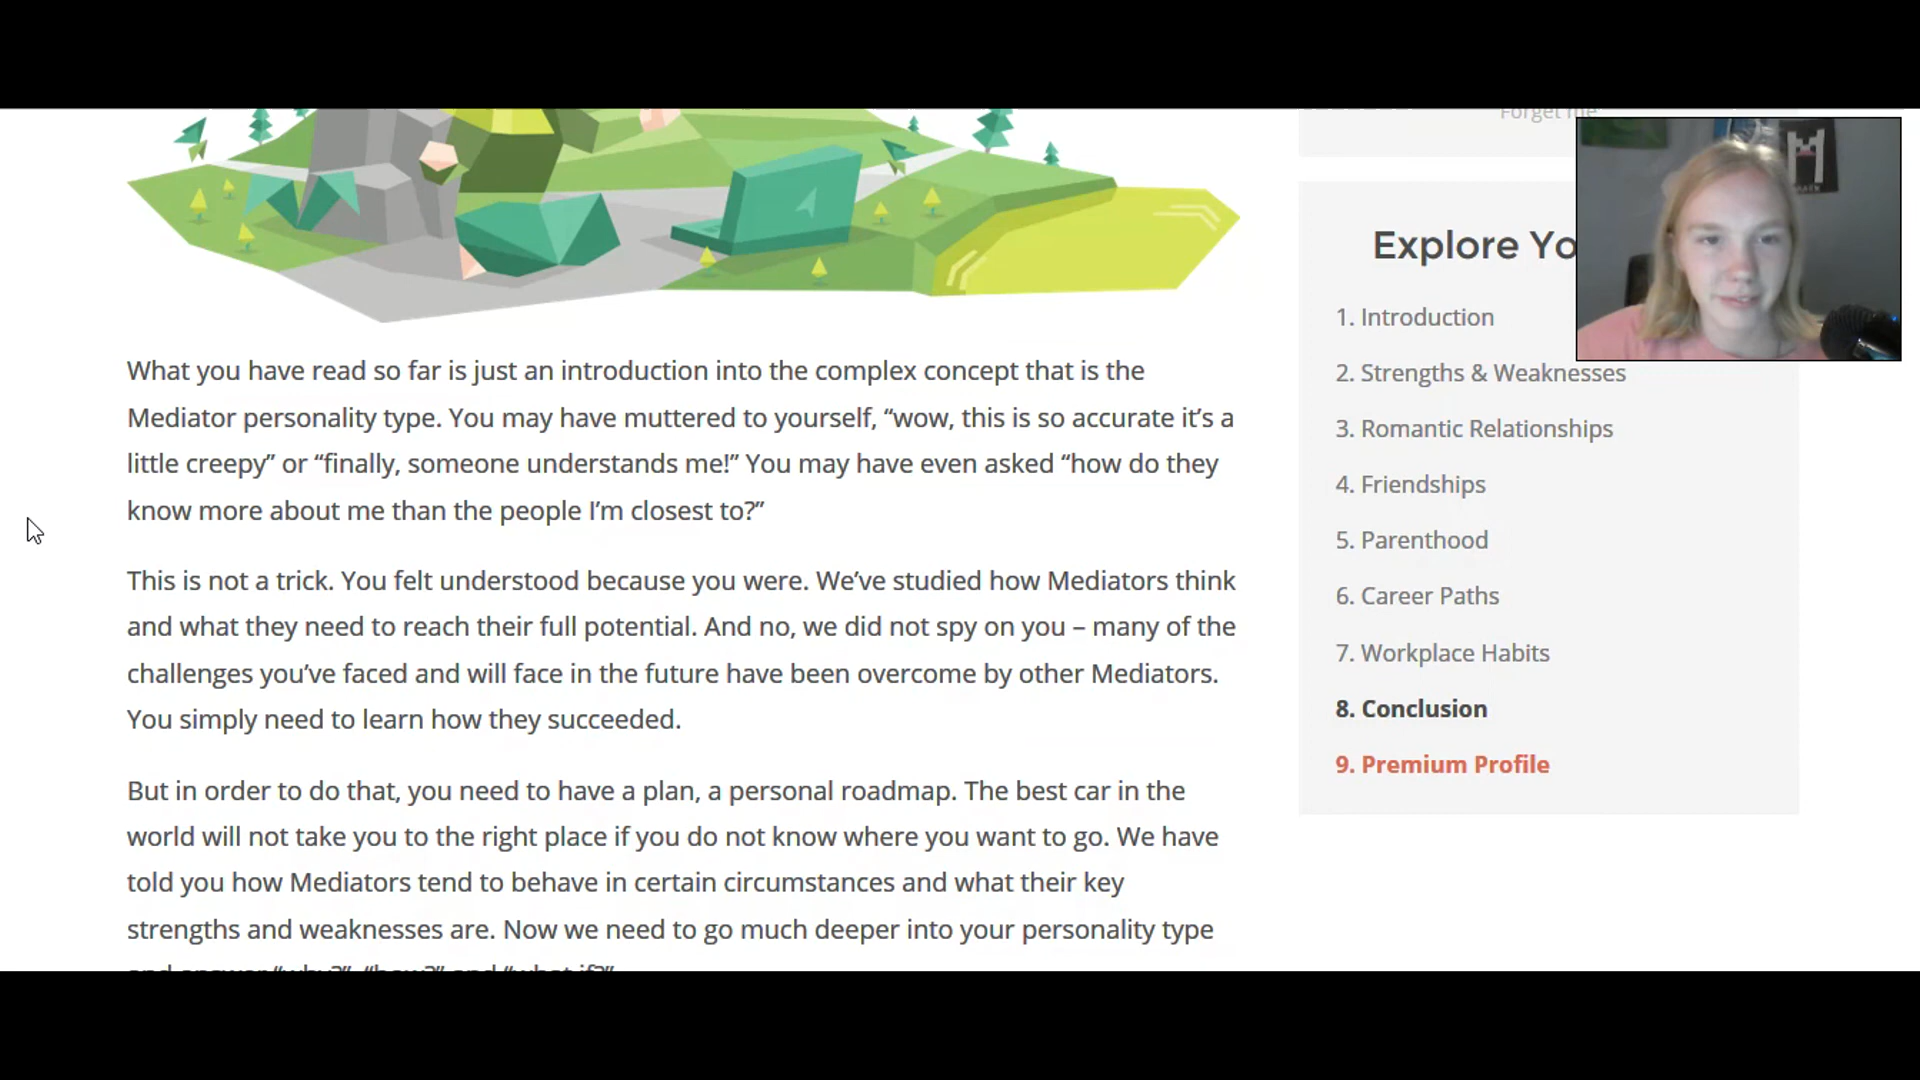 Forget me
What you have read so far is just an introduction into the complex concept that is the
Mediator personality type. You may have muttered to yourself, “wow, this is so accurate it’s a
little creepy” or “finally, someone understands me!” You may have even asked “how do they
know more about me than the people I’m closest to?”
This is not a trick. You felt understood because you were. We’ve studied how Mediators think
and what they need to reach their full potential. And no, we did not spy on you – many of the
challenges you’ve faced and will face in the future have been overcome by other Mediators.
You simply need to learn how they succeeded.
But in order to do that, you need to have a plan, a personal roadmap. The best car in the
world will not take you to the right place if you do not know where you want to go. We have
told you how Mediators tend to behave in certain circumstances and what their key
strengths and weaknesses are. Now we need to go much deeper into your personality type
and answer “why?”, “how?” and “what if?”
Explore Yo
1. Introduction
2. Strengths & Weaknesses
3. Romantic Relationships
4. Friendships
5. Parenthood
6. Career Paths
7. Workplace Habits
8. Conclusion
9. Premium Profile